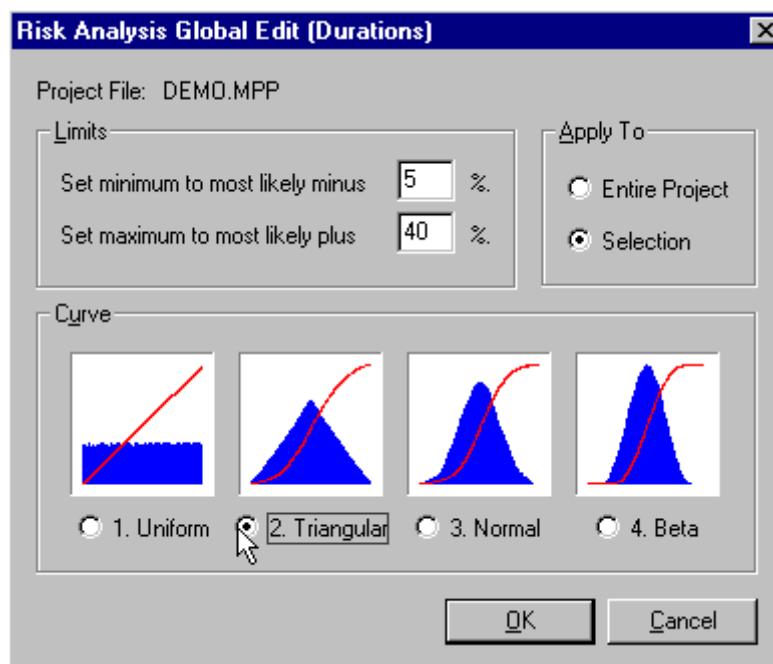 Risk Analysis Global Edit (Durations)
Project File: DEMO.MPP
Limits
Set minimum to most likely minus 5 %.
Set maximum to most likely plus 40 %.
Apply To
Entire Project
Selection
Curve
1. Uniform 2. Triangular 3. Normal 4. Beta
OK Cancel